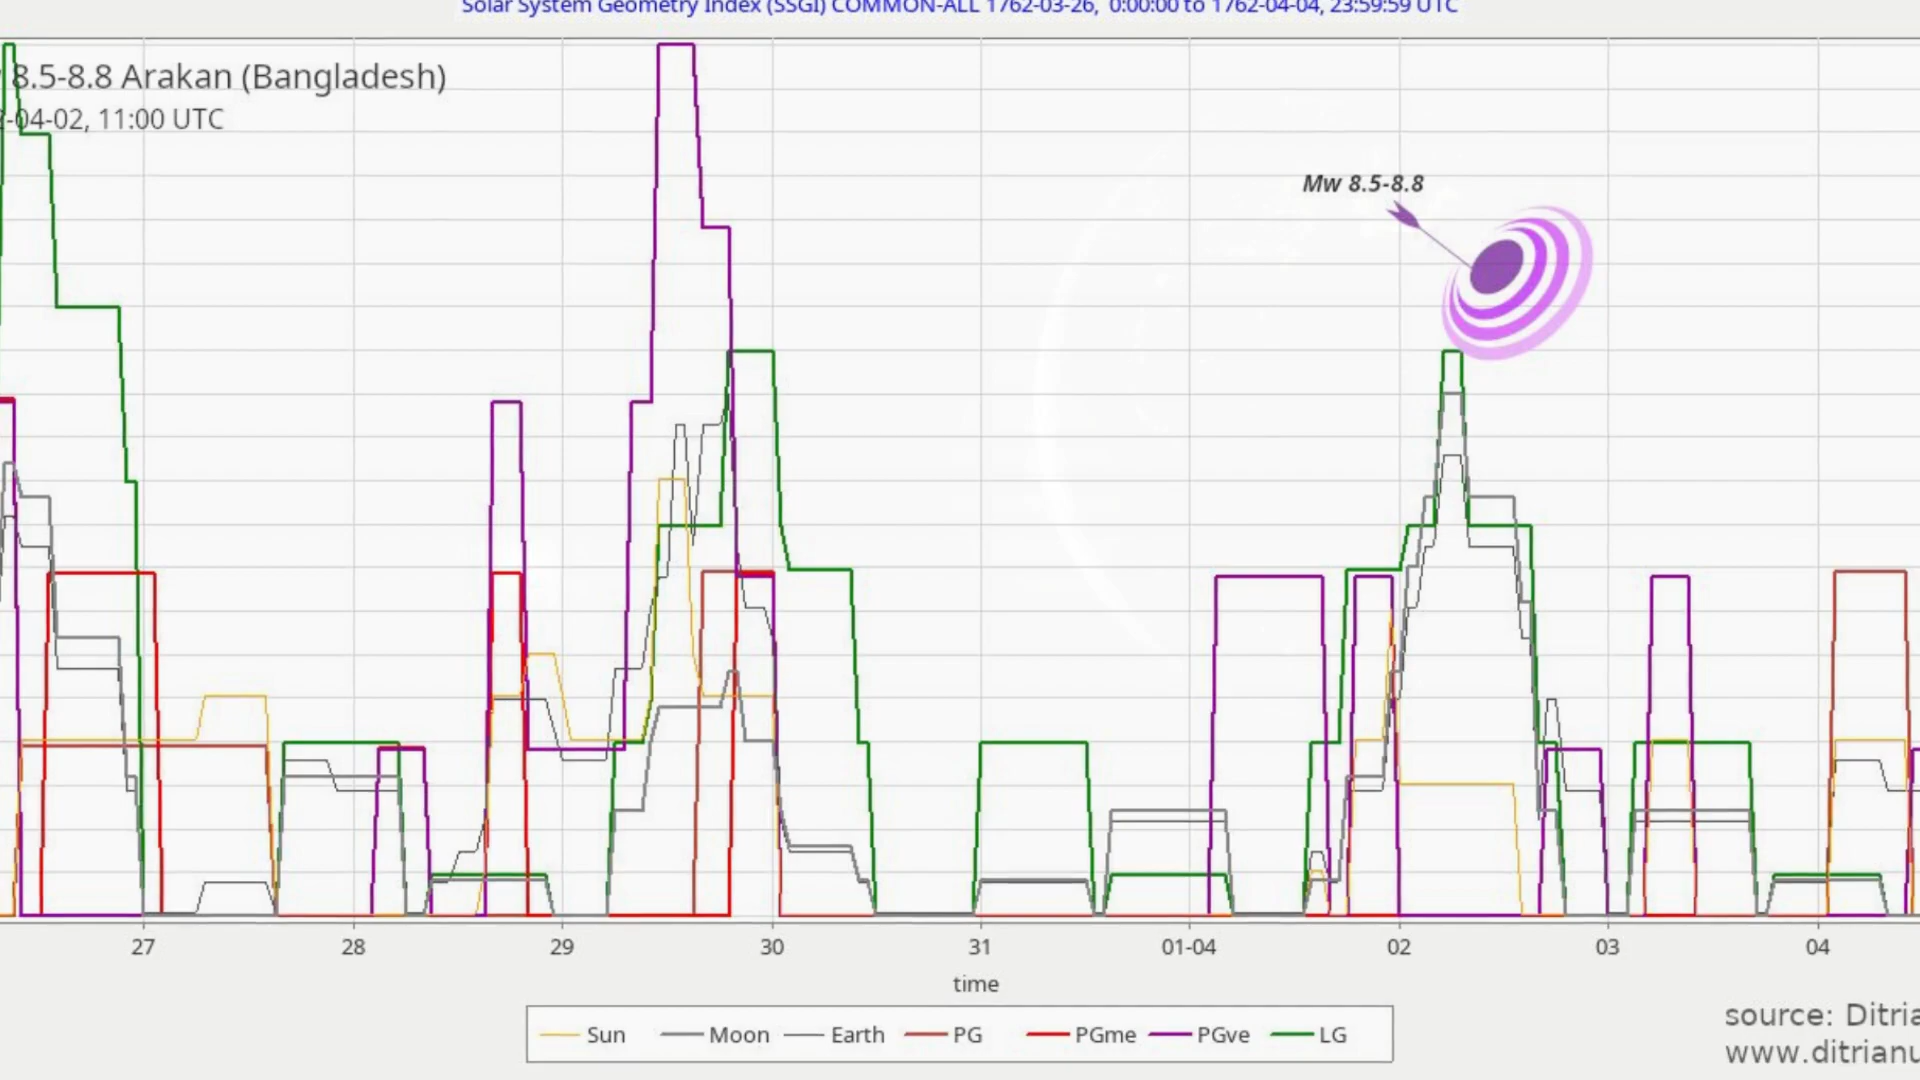 Solar System Geometry Index (SSGI) COMMON-ALL 1762-03-26, 0:00:00 to 1762-04-04, 23:59:59 UTC
8.5-8.8 Arakan (Bangladesh)
-04-02, 11:00 UTC
Mw 8.5-8.8
27 28 29 30 31 01-04 02 03 04
time
Sun Moon Earth PG PGme PGve LG
source: Ditria
www.ditrianu